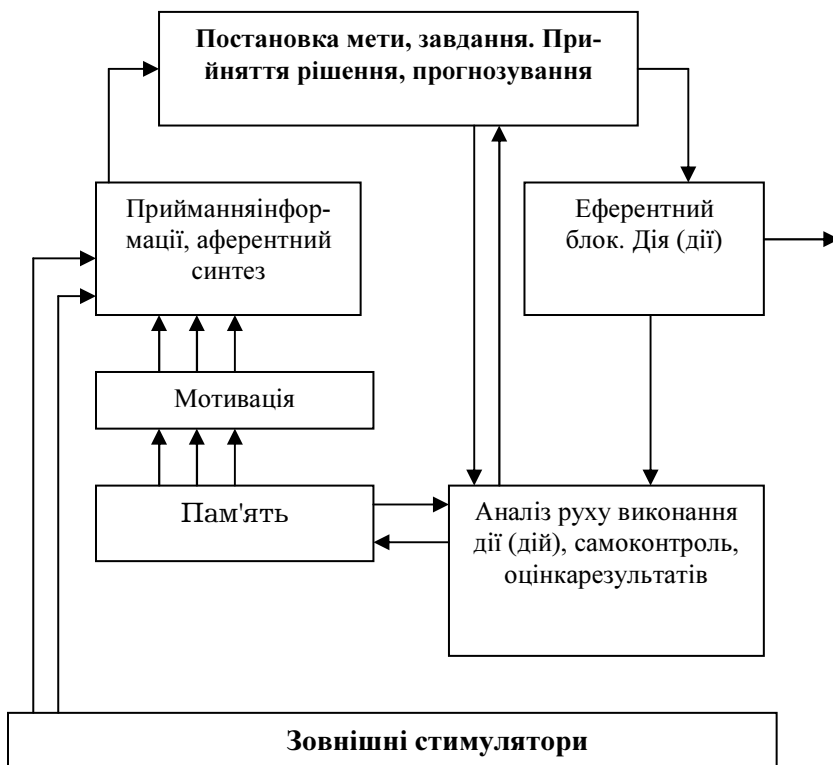 Постановка мети, завдання. При-
йняття рішення, прогнозування
Прийманняінфор-
мації, аферентний
синтез
Еферентний
блок. Дія (дії)
Мотивація
Пам'ять
Аналіз руху виконання
дії (дій), самоконтроль,
оцінкарезультатів
Зовнішні стимулятори